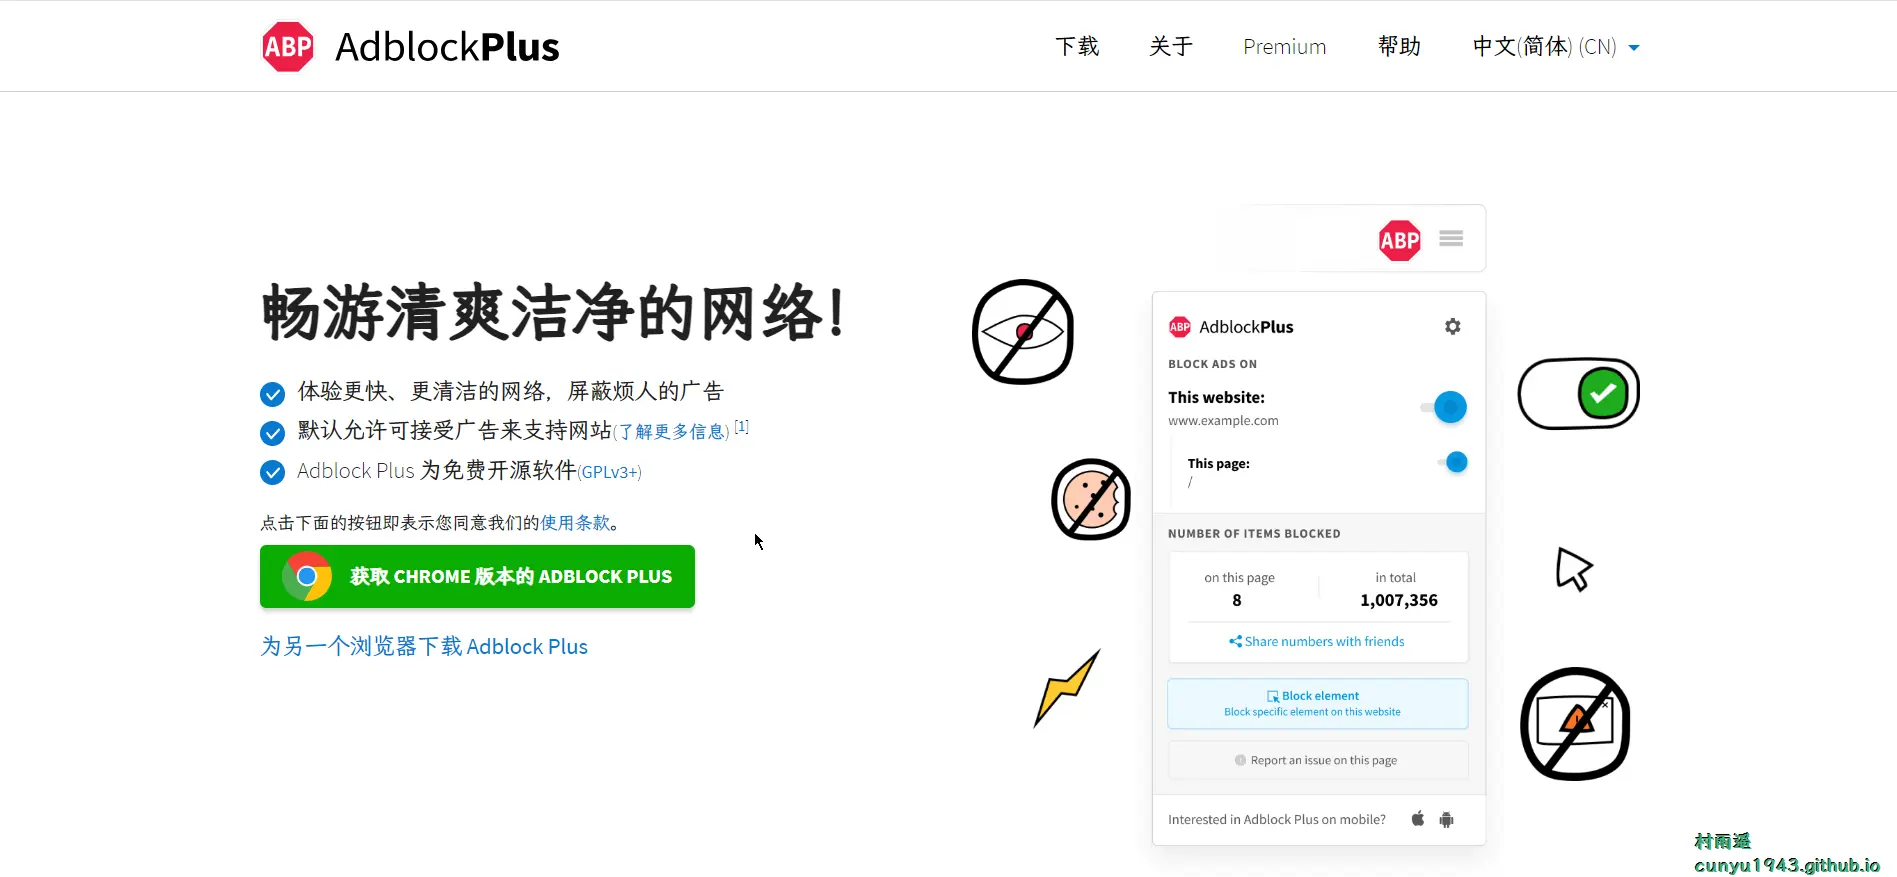 ABP AdblockPlus
下载 关于 Premium 帮助 中文(简体) (CN)
畅游清爽洁净的网络!
体验更快、更清洁的网络，屏蔽烦人的广告
默认允许可接受广告来支持网站(了解更多信息) [1]
Adblock Plus 为免费开源软件(GPLv3+)
点击下面的按钮即表示您同意我们的使用条款。
获取 CHROME 版本的 ADBLOCK PLUS
为另一个浏览器下载 Adblock Plus
ABP
ABP AdblockPlus
BLOCK ADS ON
This website:
www.example.com
This page:
/
NUMBER OF ITEMS BLOCKED
on this page in total
8 1,007,356
Share numbers with friends
Block element
Block specific element on this website
Report an issue on this page
Interested in Adblock Plus on mobile?
村雨遥
cunyu1943.github.io